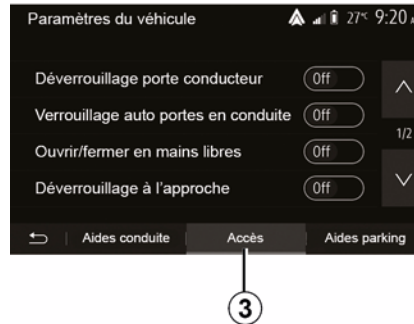 Paramètres du véhicule 27°C 9:20
Déverrouillage porte conducteur Off
Verrouillage auto portes en conduite Off
1/2
Ouvrir/fermer en mains libres Off
Déverrouillage à l'approche Off
Aides conduite Accès Aides parking
3